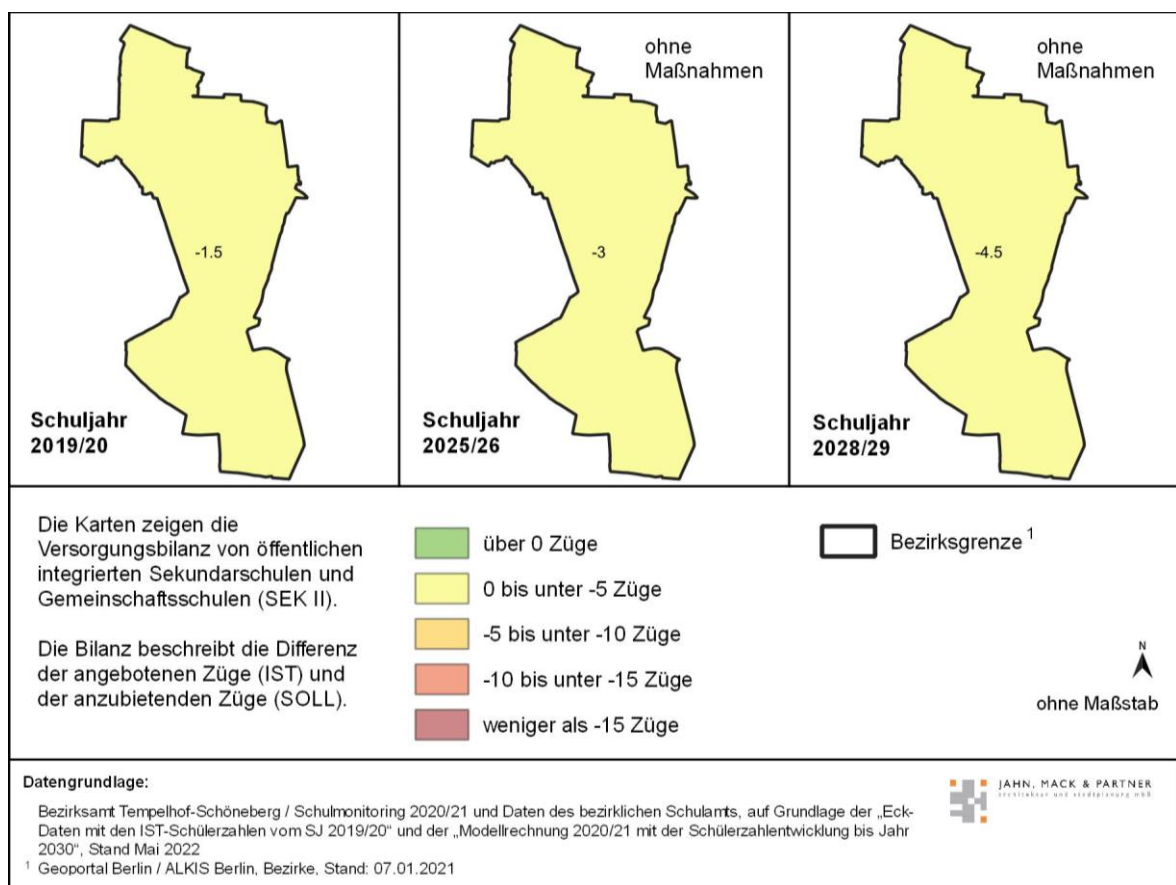 -1.5
Schuljahr
2019/20
ohne
Maßnahmen
-3
Schuljahr
2025/26
ohne
Maßnahmen
-4.5
Schuljahr
2028/29
Die Karten zeigen die
Versorgungsbilanz von öffentlichen
integrierten Sekundarschulen und
Gemeinschaftsschulen (SEK II).
Die Bilanz beschreibt die Differenz
der angebotenen Züge (IST) und
der anzubietenden Züge (SOLL).
über 0 Züge
0 bis unter -5 Züge
-5 bis unter -10 Züge
-10 bis unter -15 Züge
weniger als -15 Züge
Bezirksgrenze ¹
N
ohne Maßstab
Datengrundlage:
Bezirksamt Tempelhof-Schöneberg / Schulmonitoring 2020/21 und Daten des bezirklichen Schulamts, auf Grundlage der „Eck-
Daten mit den IST-Schülerzahlen vom SJ 2019/20“ und der „Modellrechnung 2020/21 mit der Schülerzahlentwicklung bis Jahr
2030“, Stand Mai 2022
¹ Geoportal Berlin / ALKIS Berlin, Bezirke, Stand: 07.01.2021
JAHN, MACK & PARTNER
architektur und stadtplanung mbB